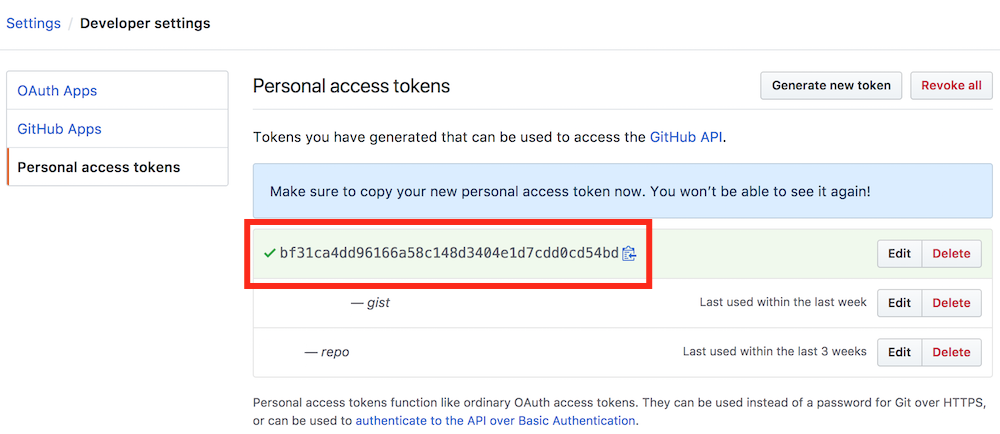 Settings / Developer settings
OAuth Apps
GitHub Apps
Personal access tokens
Personal access tokens
Generate new token
Revoke all
Tokens you have generated that can be used to access the GitHub API.
Make sure to copy your new personal access token now. You won't be able to see it again!
bf31ca4dd96166a58c148d3404e1d7cdd0cd54bd
Edit
Delete
— gist
Last used within the last week
Edit
Delete
— repo
Last used within the last 3 weeks
Edit
Delete
Personal access tokens function like ordinary OAuth access tokens. They can be used instead of a password for Git over HTTPS,
or can be used to authenticate to the API over Basic Authentication.